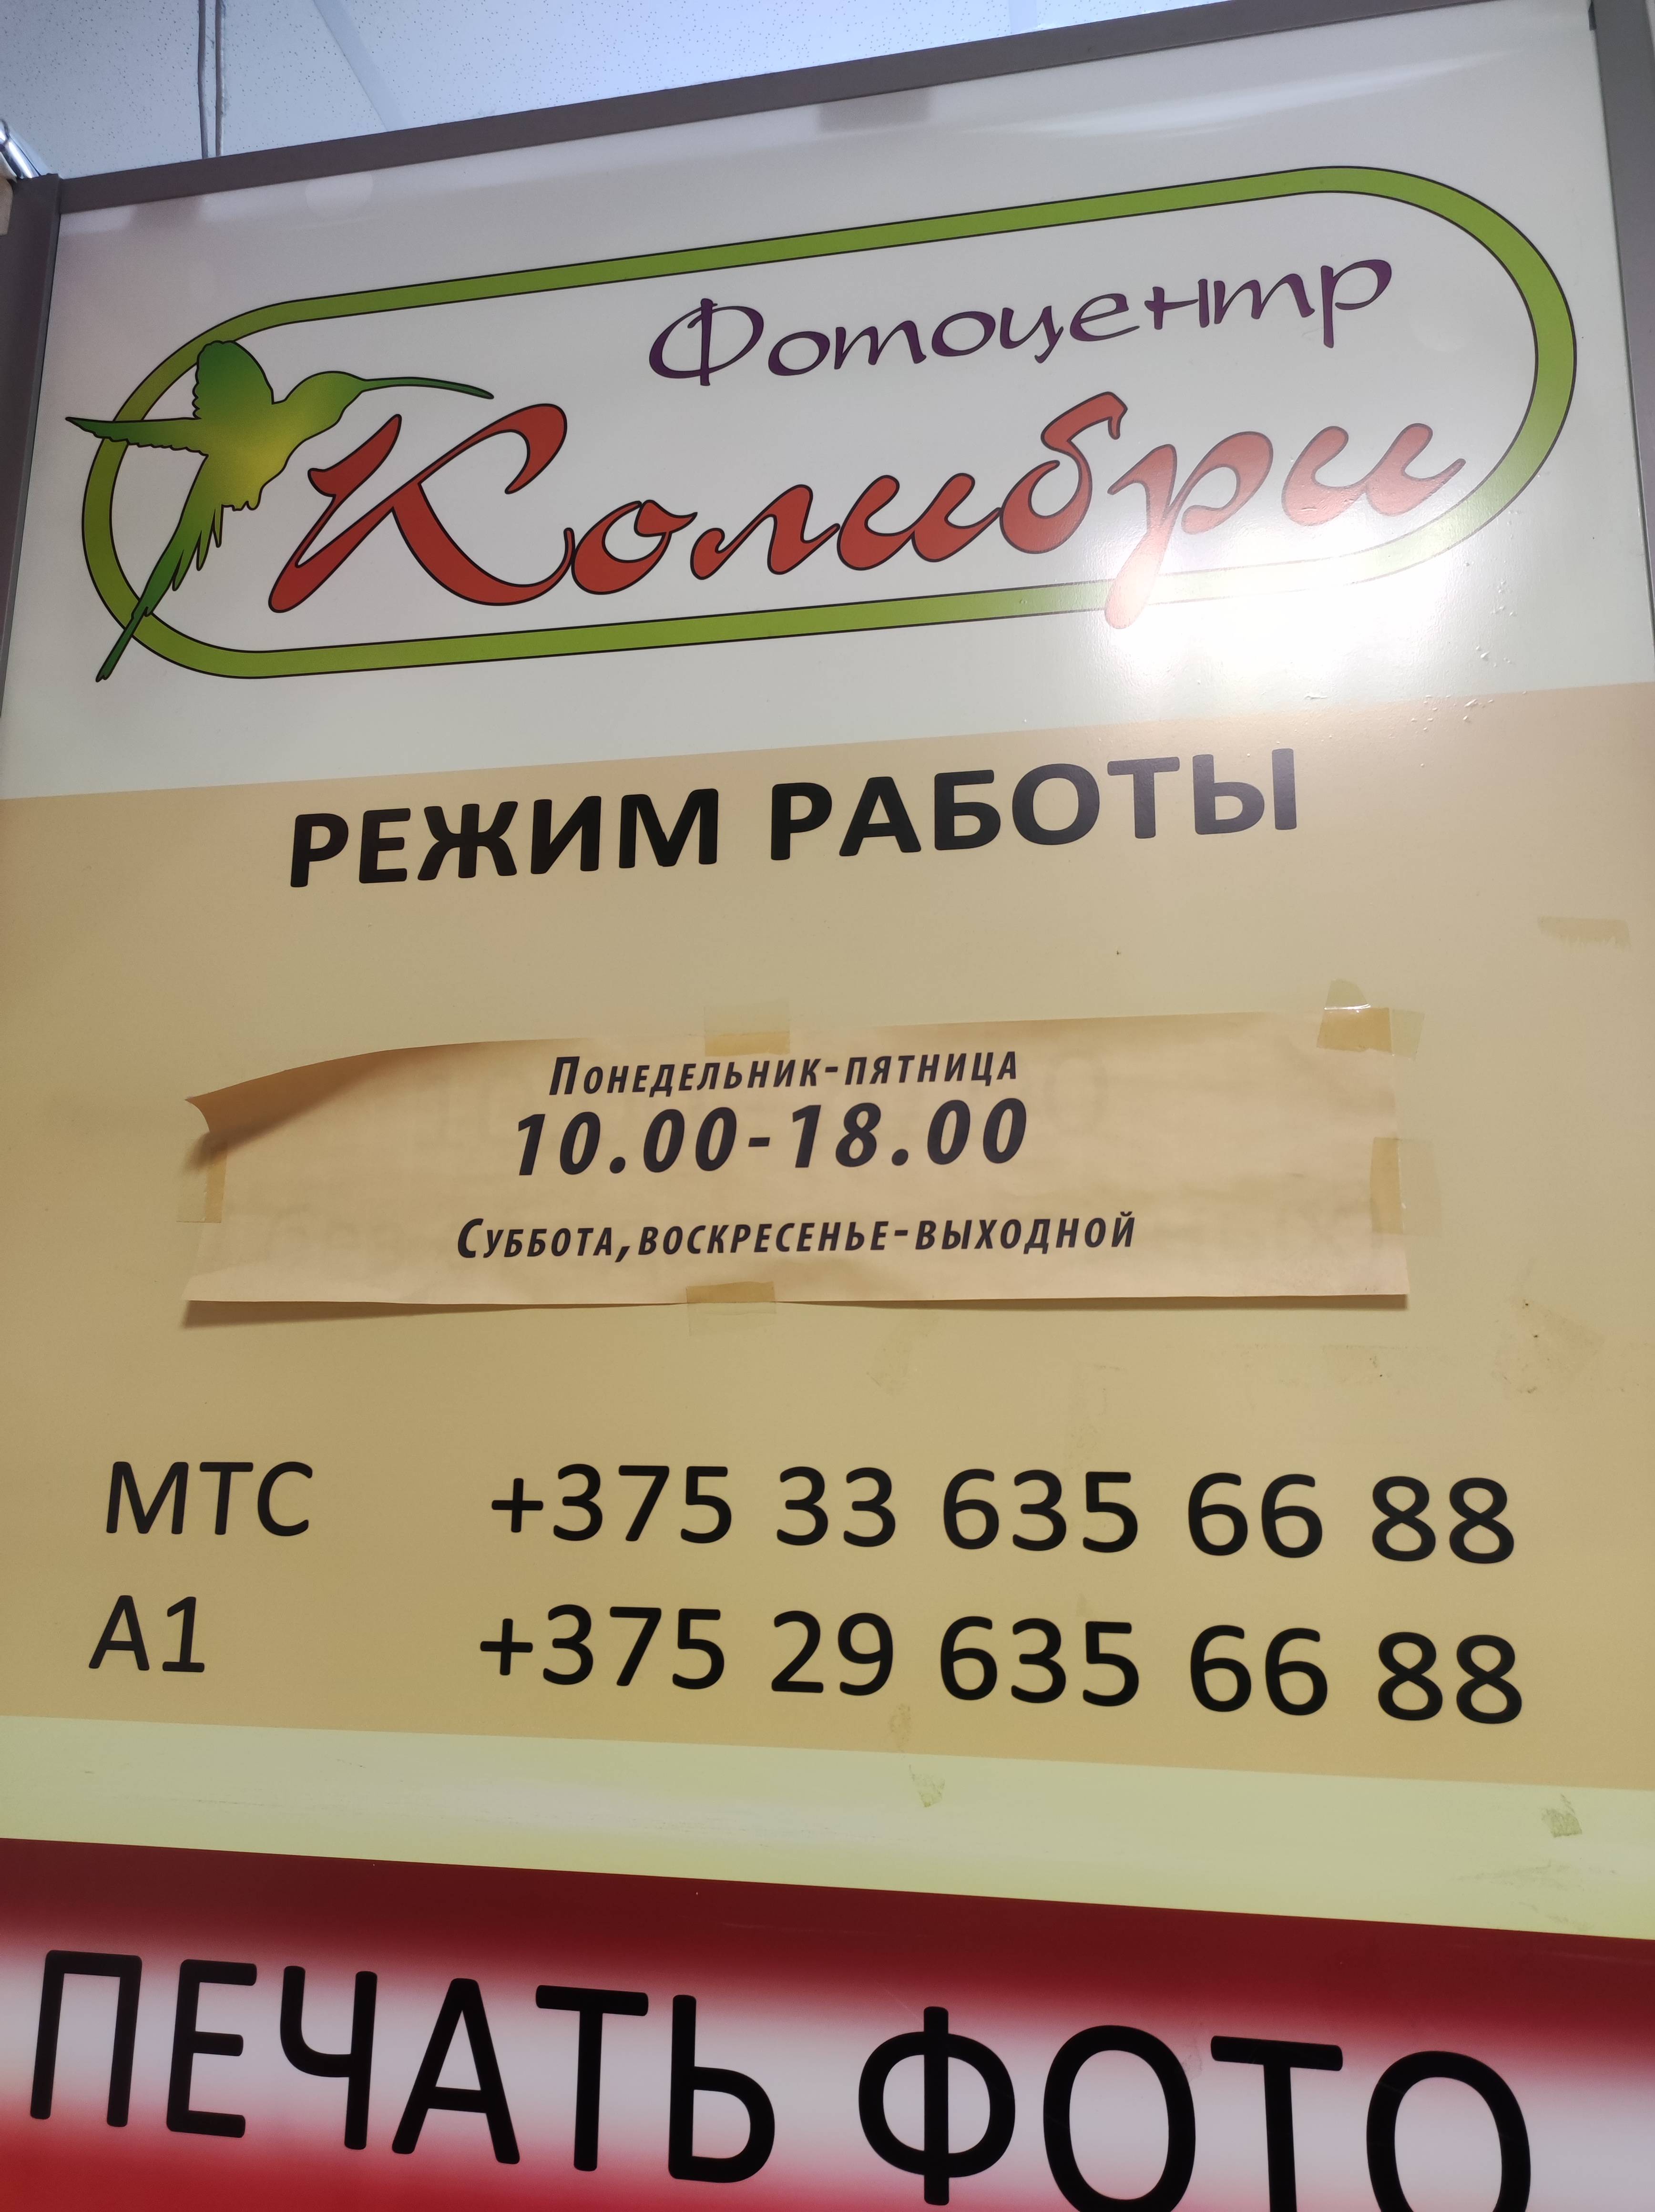 Фотоцентр
Колибри
РЕЖИМ РАБОТЫ
Понедельник-пятница
10.00-18.00
Суббота,воскресенье-выходной
МТС +375 33 635 66 88
А1 +375 29 635 66 88
ПЕЧАТЬ ФОТО